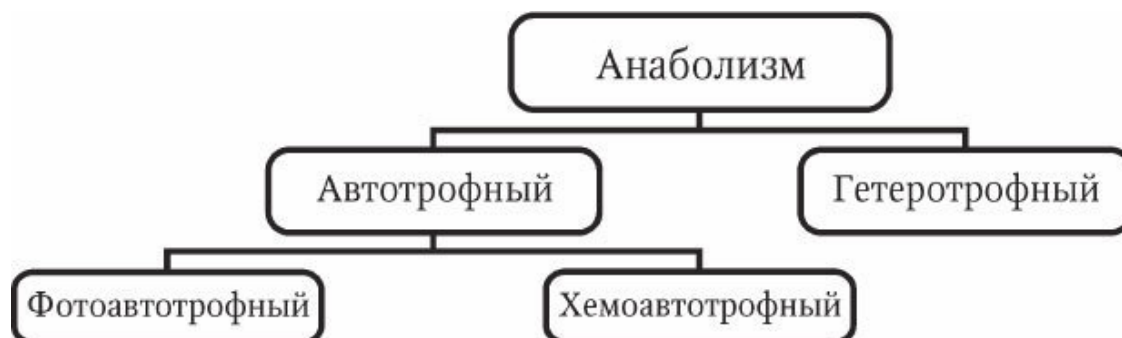 Анаболизм
Автотрофный
Гетеротрофный
Фотоавтотрофный
Хемоавтотрофный